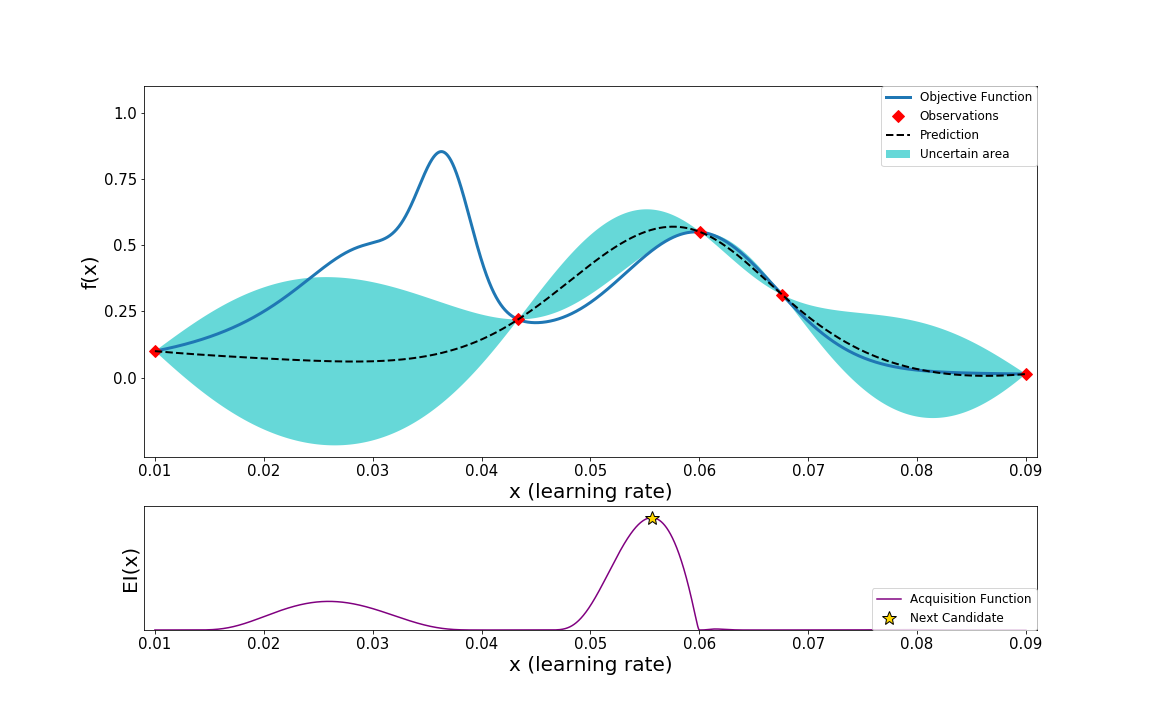 Objective Function
Observations
Prediction
Uncertain area
1.0
0.75
0.5
0.25
0.0
f(x)
0.01 0.02 0.03 0.04 0.05 0.06 0.07 0.08 0.09
x (learning rate)
EI(x)
Acquisition Function
Next Candidate
0.01 0.02 0.03 0.04 0.05 0.06 0.07 0.08 0.09
x (learning rate)